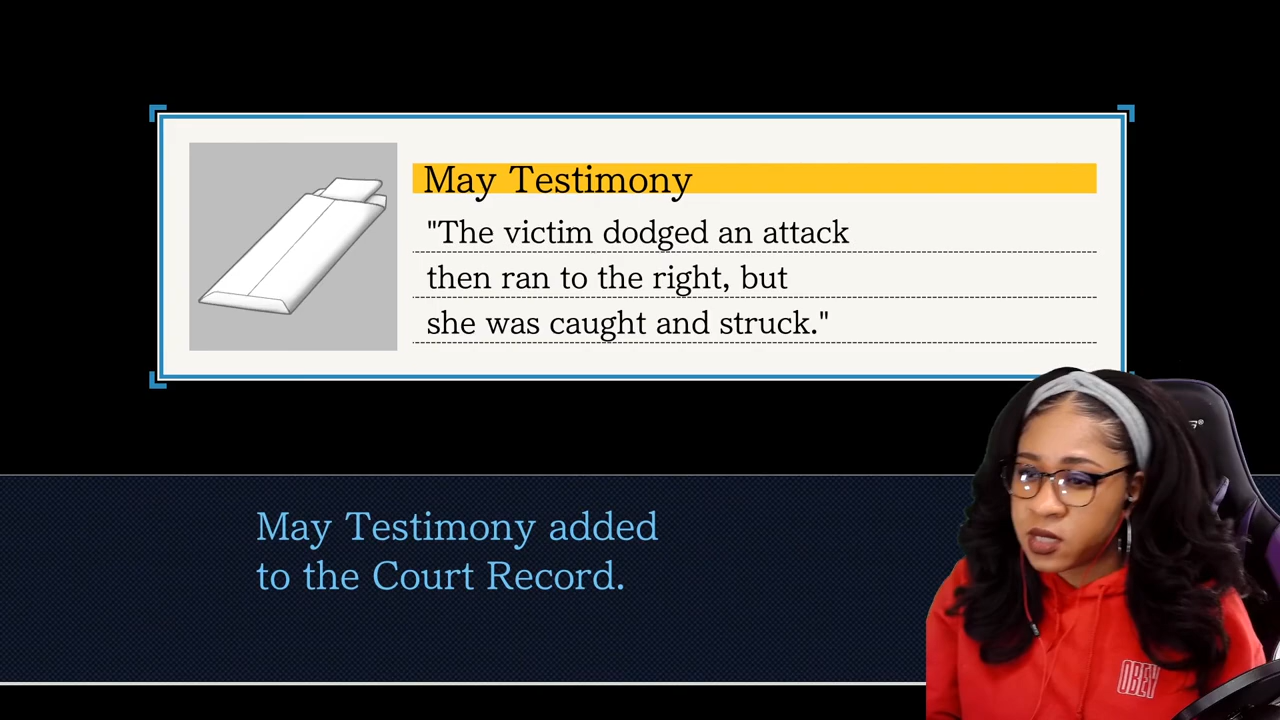 May Testimony
"The victim dodged an attack
then ran to the right, but
she was caught and struck."
May Testimony added
to the Court Record.
OBEY